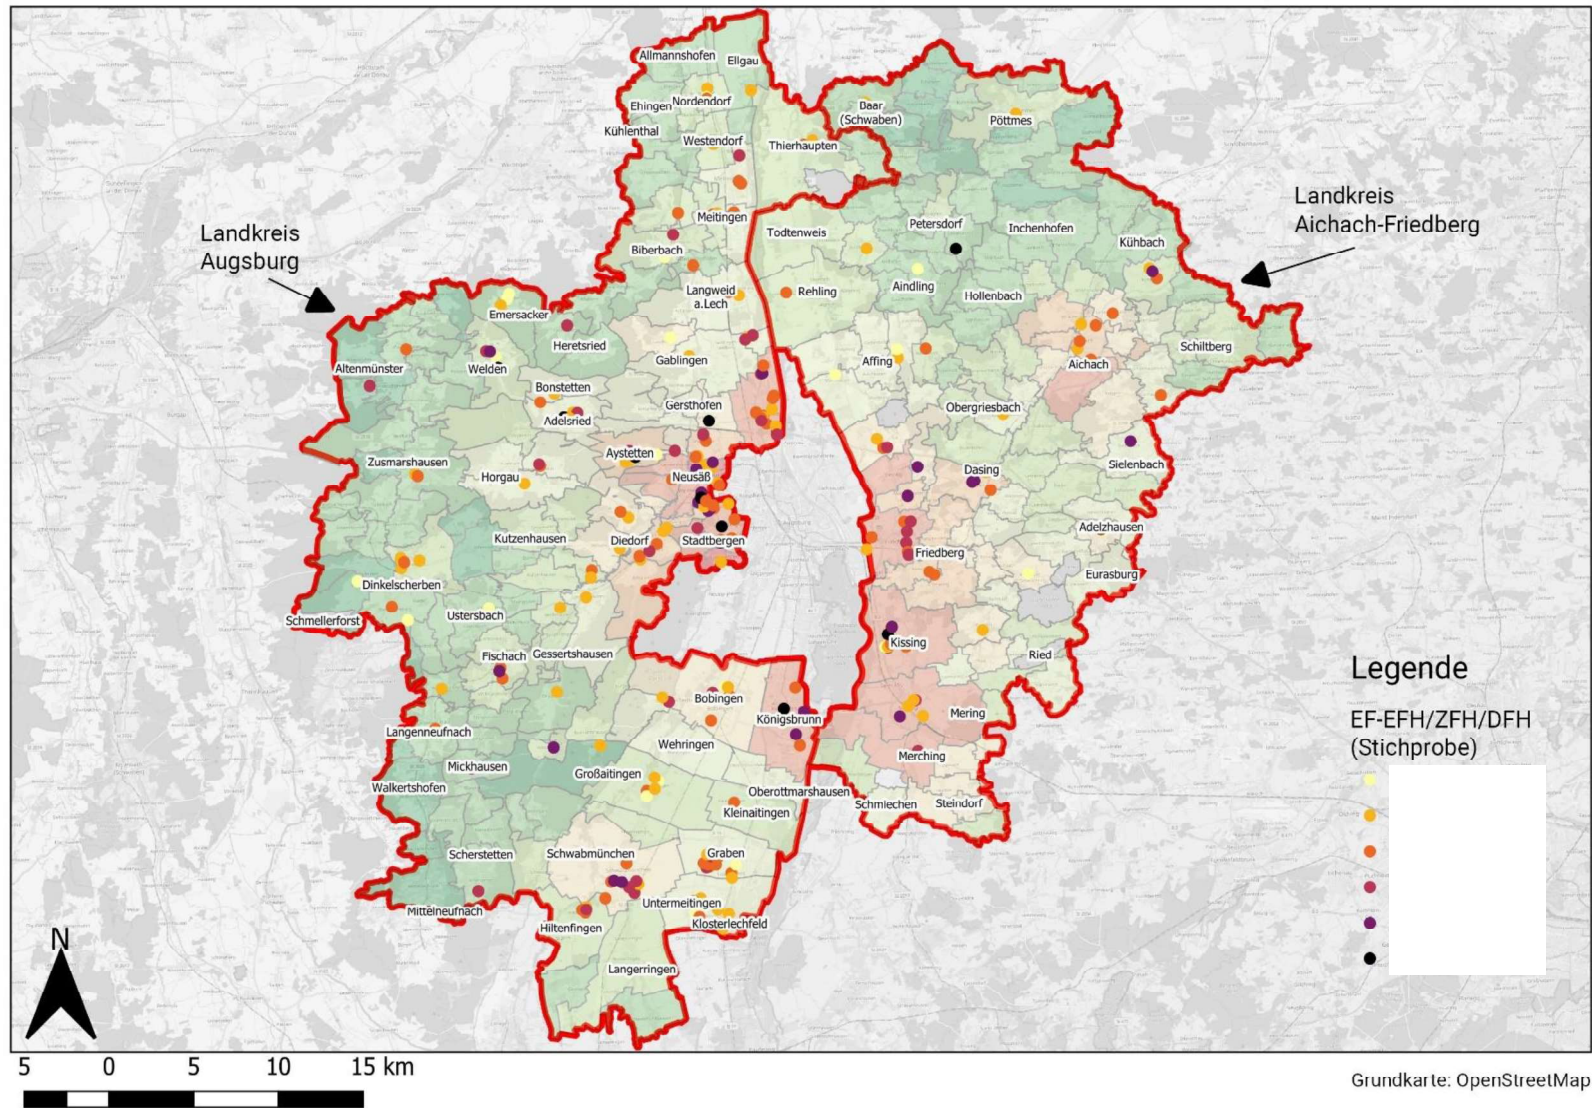 Allmannshofen
Ellgau
Ehingen
Nordendorf
Kühlenthal
Westendorf
Thierhaupten
Baar
(Schwaben)
Pöttmes
Landkreis
Augsburg
Landkreis
Aichach-Friedberg
Meitingen
Biberbach
Todtenweis
Petersdorf
Inchenhofen
Kühbach
Langweid
a.Lech
Rehling
Aindling
Hollenbach
Emersacker
Heretsried
Gablingen
Affing
Aichach
Schiltberg
Altenmünster
Welden
Bonstetten
Adelsried
Gersthofen
Obergriesbach
Zusmarshausen
Horgau
Aystetten
Neusäß
Dasing
Sielenbach
Kutzenhausen
Diedorf
Stadtbergen
Augsburg
Friedberg
Adelzhausen
Eurasburg
Dinkelscherben
Ustersbach
Schmellerforst
Fischach
Gessertshausen
Kissing
Ried
Bobingen
Königsbrunn
Mering
Langenneufnach
Wehringen
Merching
Mickhausen
Großaitingen
Walkertshofen
Oberottmarshausen
Kleinaitingen
Schmiechen
Steindorf
Scherstetten
Schwabmünchen
Graben
Mittelneufnach
Untermeitingen
Hiltenfingen
Klosterlechfeld
Langerringen
Legende
EF-EFH/ZFH/DFH
(Stichprobe)
N
5 0 5 10 15 km
Grundkarte: OpenStreetMap